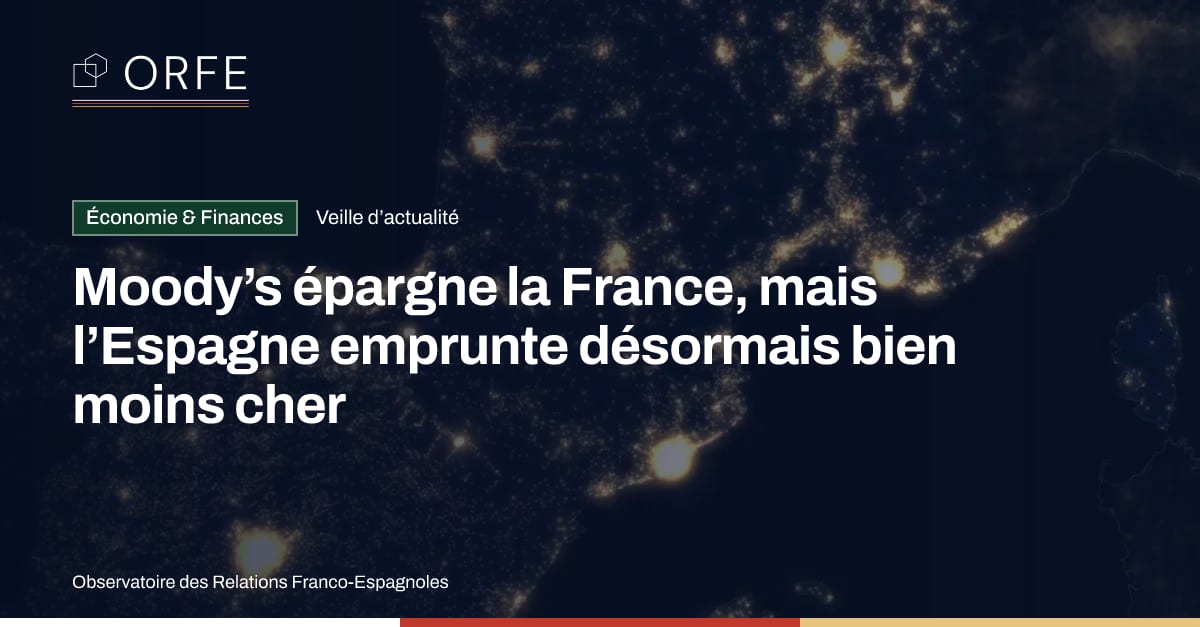 ORFE
Économie & Finances
Veille d’actualité
Moody’s épargne la France, mais
l’Espagne emprunte désormais bien
moins cher
Observatoire des Relations Franco-Espagnoles